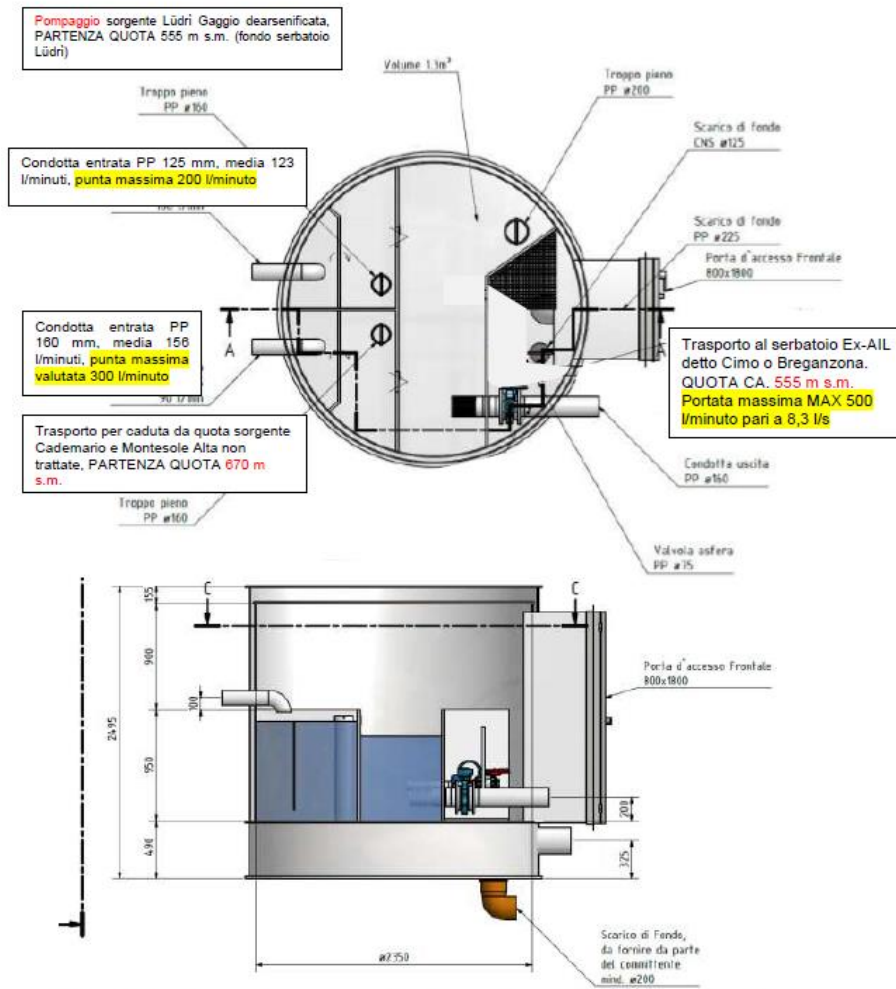 Pompaggio sorgente Lüdri Gaggio dearsenificata,
PARTENZA QUOTA 555 m s.m. (fondo serbatoio
Lüdri)
Volume 1.3m³
Troppo pieno
PP ø200
Troppo pieno
PP ø160
Scarico di fondo
CNS ø125
Condotta entrata PP 125 mm, media 123
l/minuti, punta massima 200 l/minuto
Scarico di fondo
PP ø225
Porta d'accesso frontale
800x1800
Condotta entrata PP
160 mm, media 156
l/minuti, punta massima
valutata 300 l/minuto
90 l/min
A
A
Trasporto al serbatoio Ex-AIL
detto Cimo o Breganzona.
QUOTA CA. 555 m s.m.
Portata massima MAX 500
l/minuto pari a 8,3 l/s
Trasporto per caduta da quota sorgente
Cademario e Montesole Alta non
trattate, PARTENZA QUOTA 670 m
s.m.
Condotta uscita
PP ø160
Troppo pieno
PP ø160
Valvola asfera
PP ø75
C
C
155
900
100
2495
950
490
200
325
Porta d'accesso frontale
800x1800
ø2350
Scarico di fondo,
da fornire da parte
del committente
mind. ø200